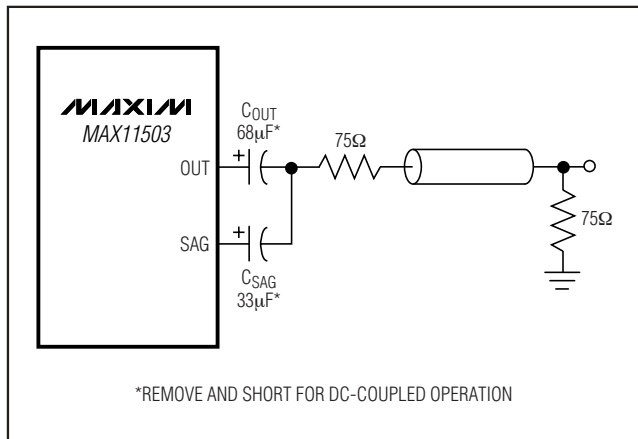 MAXIM
MAX11503
COUT
68µF*
75Ω
OUT
+
SAG
+
75Ω
CSAG
33µF*
*REMOVE AND SHORT FOR DC-COUPLED OPERATION